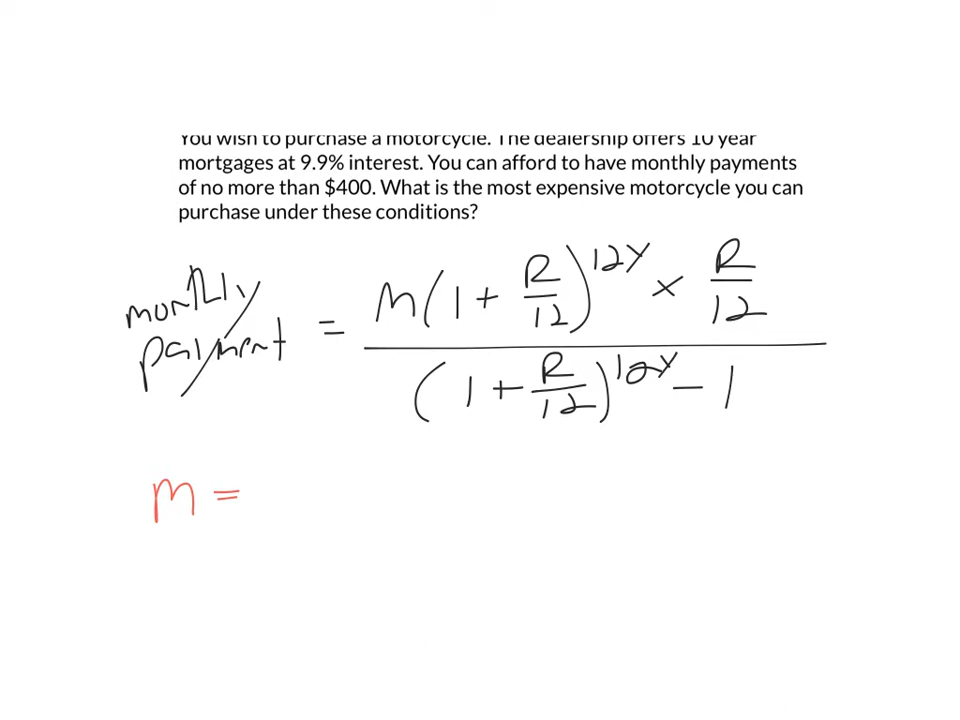 You wish to purchase a motorcycle. The dealership offers 10 year
mortgages at 9.9% interest. You can afford to have monthly payments
of no more than $400. What is the most expensive motorcycle you can
purchase under these conditions?
monthly payment = M(1 + R/12)^12Y × R/12
(1 + R/12)^12Y - 1
M =